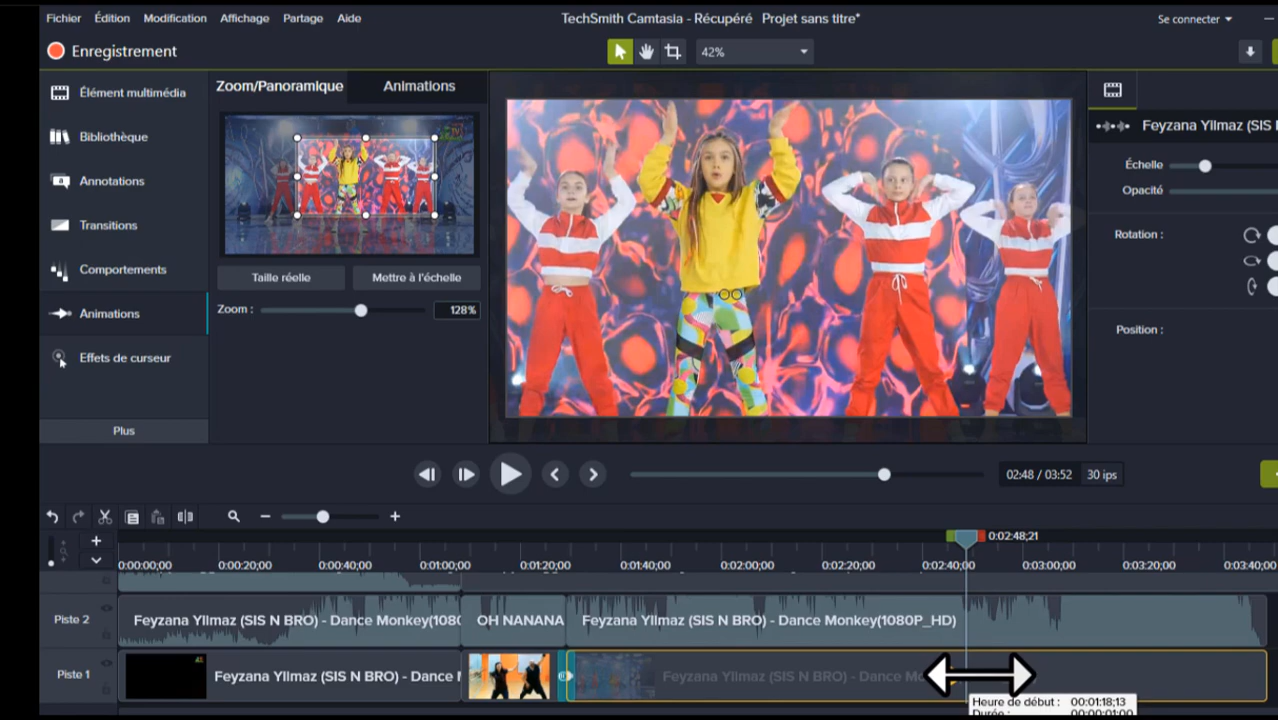 Fichier Édition Modification Affichage Partage Aide TechSmith Camtasia - Récupéré Projet sans titre* Se connecter
Enregistrement 42%
Élément multimédia
Bibliothèque
Annotations
Transitions
Comportements
Animations
Effets de curseur
Plus
Zoom/Panoramique Animations
Taille réelle Mettre à l'échelle
Zoom : 128%
Feyzana Yllmaz (SIS
Échelle
Opacité
Rotation :
Position :
02:48 / 03:52 30 ips
0:02:48;21
0:00:00;00 0:00:20;00 0:00:40;00 0:01:00;00 0:01:20;00 0:01:40;00 0:02:00;00 0:02:20;00 0:02:40;00 0:03:00;00 0:03:20;00 0:03:40;00
Piste 2 Feyzana Yllmaz (SIS N BRO) - Dance Monkey(1080 OH NANANA Feyzana Yllmaz (SIS N BRO) - Dance Monkey(1080P_HD)
Piste 1 Feyzana Yllmaz (SIS N BRO) - Dance Feyzana Yllmaz (SIS N BRO) - Dance
Heure de début : 00:01:18;13
Durée : 00:00:01;00